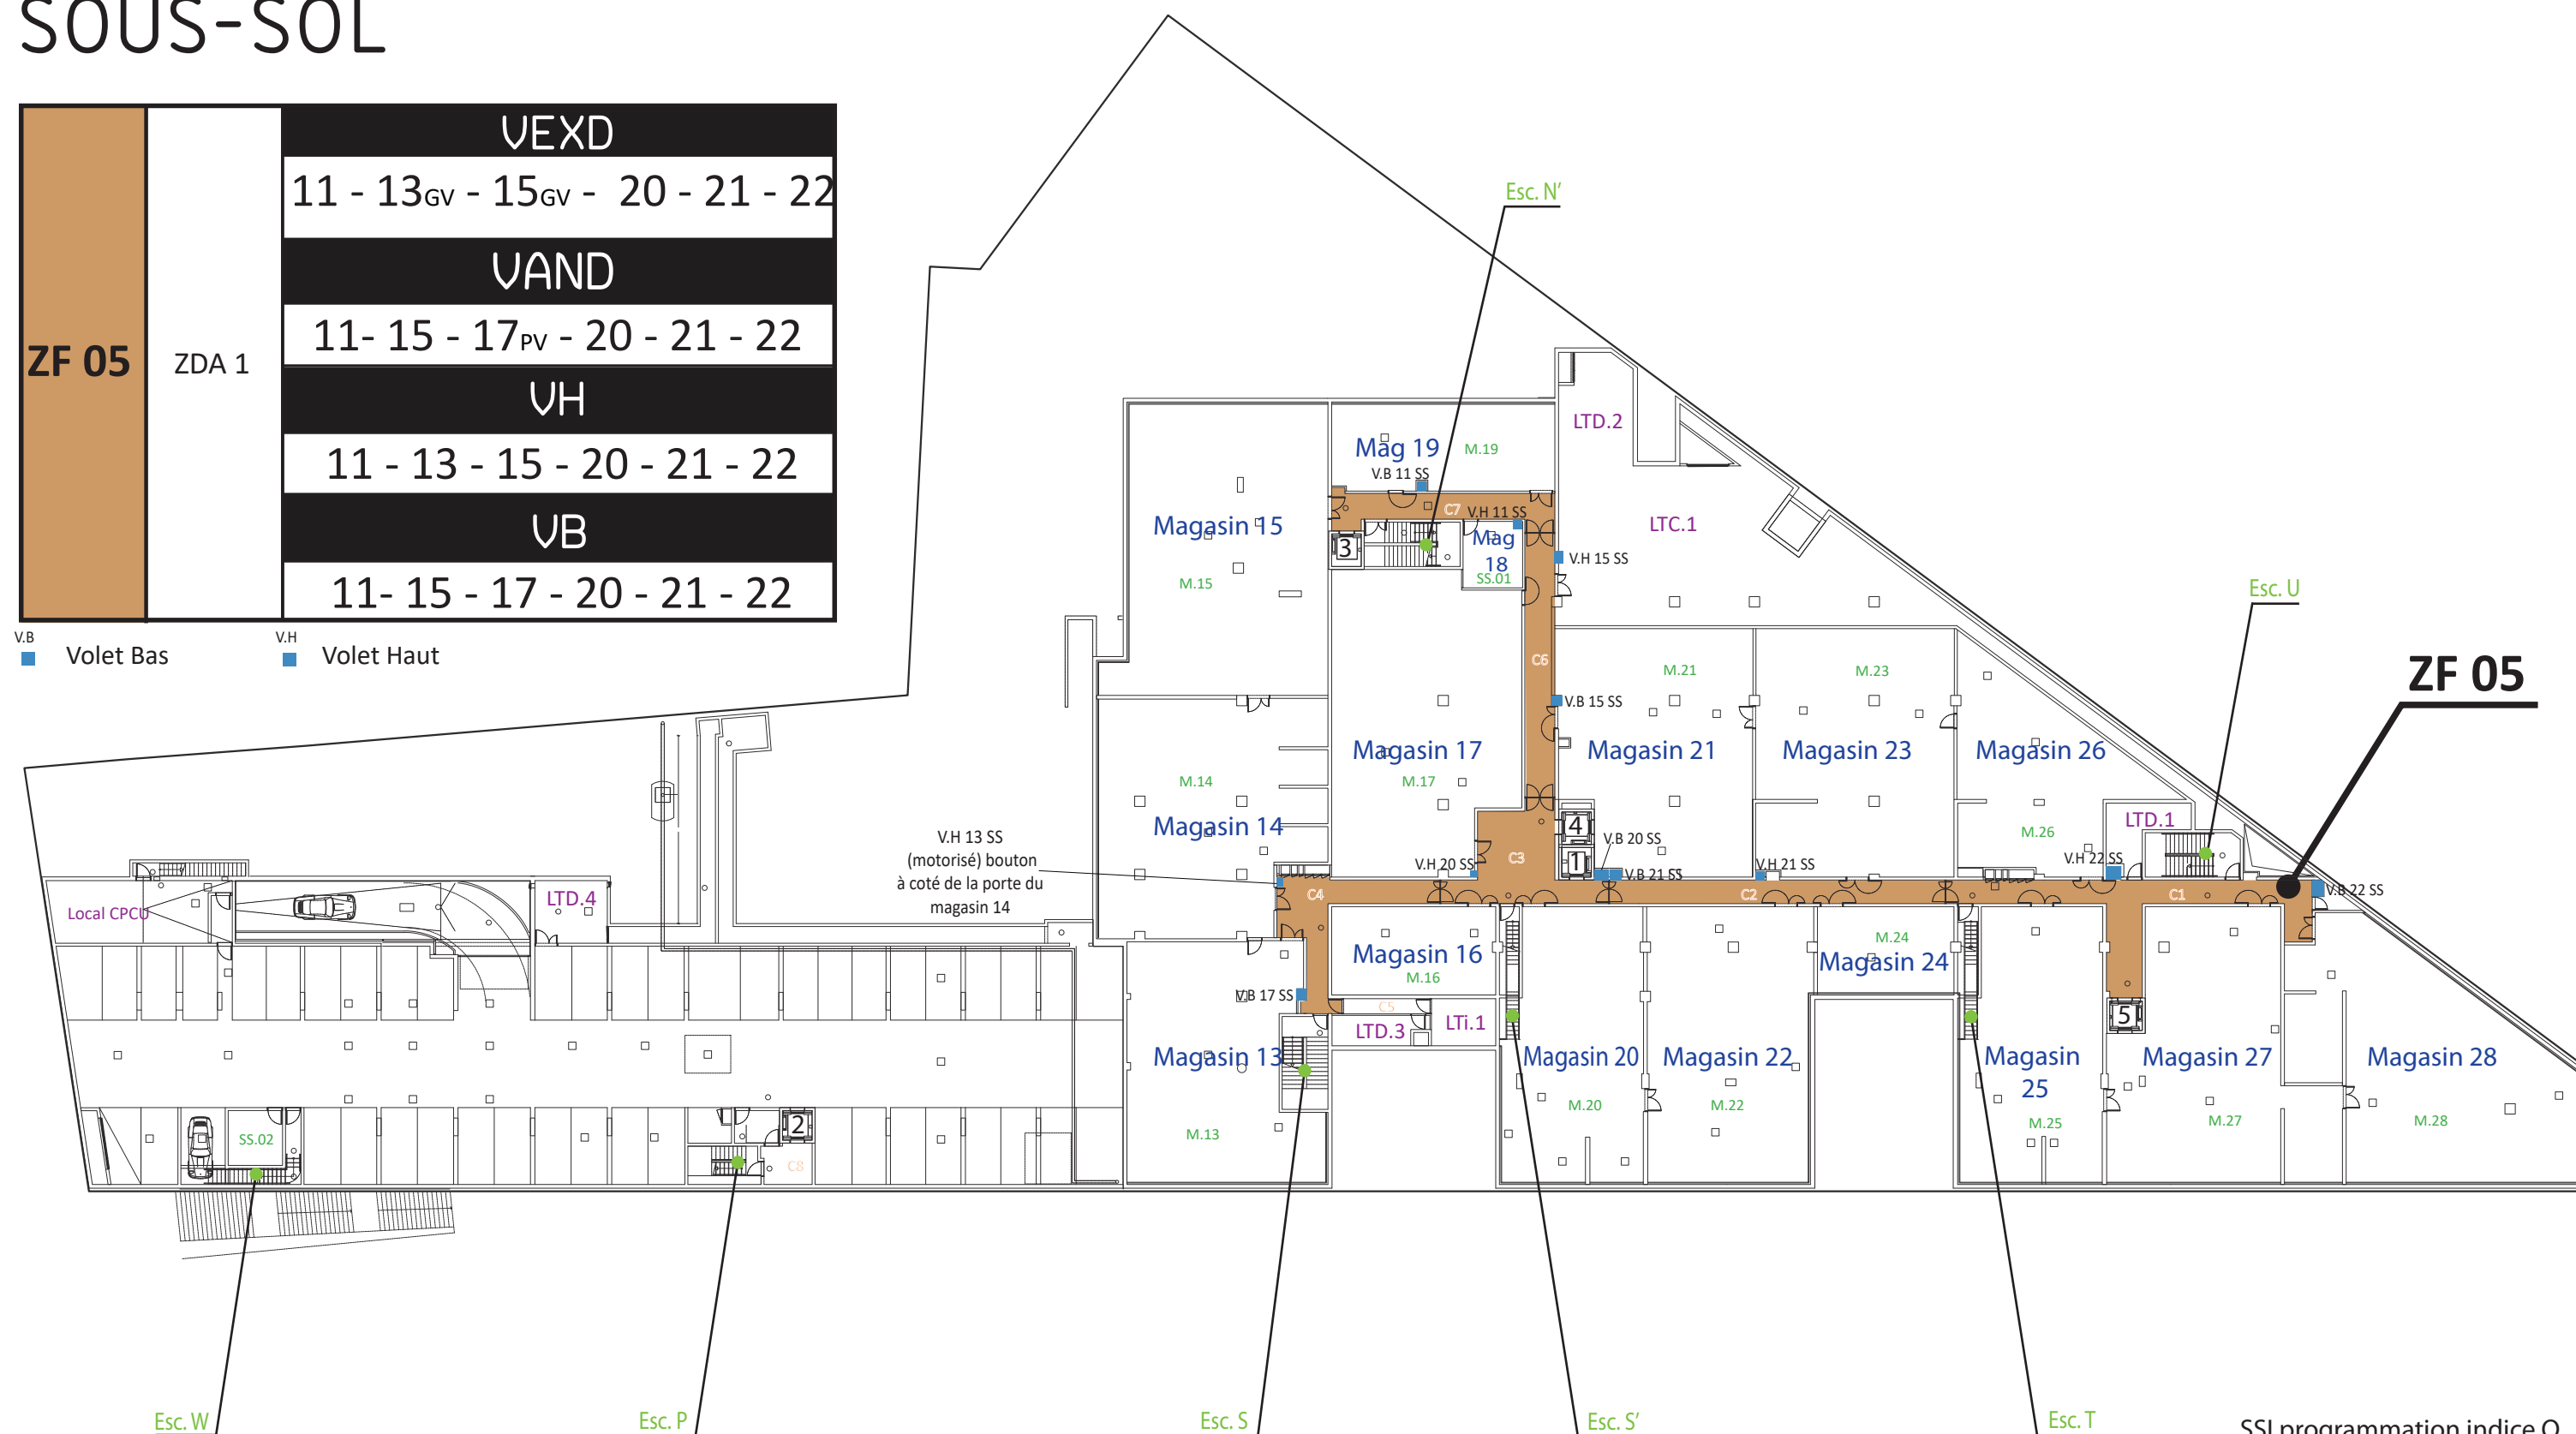 SOUS-SOL
ZF 05
ZDA 1
VEXD
11 - 13GV - 15GV - 20 - 21 - 22
VAND
11- 15 - 17PV - 20 - 21 - 22
VH
11 - 13 - 15 - 20 - 21 - 22
VB
11- 15 - 17 - 20 - 21 - 22
V.B
Volet Bas
V.H
Volet Haut
Esc. N’
LTD.2
Mag 19
M.19
V.B 11 SS
C7
V.H 11 SS
Magasin 15
M.15
3
Mag
18
SS.01
LTC.1
V.H 15 SS
Esc. U
C6
M.21
M.23
ZF 05
V.B 15 SS
Magasin 17
M.17
Magasin 21
Magasin 23
Magasin 26
M.26
M.14
Magasin 14
LTD.1
4
1
V.B 20 SS
V.H 13 SS
(motorisé) bouton
à coté de la porte du
magasin 14
V.H 20 SS
C3
V.B 21 SS
V.H 21 SS
V.H 22 SS
V.B 22 SS
C4
C2
C1
Local CPCU
LTD.4
Magasin 16
M.16
M.24
Magasin 24
V.B 17 SS
C5
LTD.3
LTi.1
5
Magasin 13
M.13
Magasin 20
M.20
Magasin 22
M.22
Magasin
25
M.25
Magasin 27
M.27
Magasin 28
M.28
SS.02
2
C8
Esc. W
Esc. P
Esc. S
Esc. S’
Esc. T
SSI programmation indice O